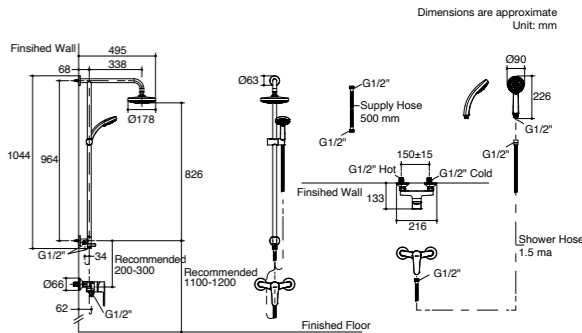 Dimensions are approximate
Unit: mm
Finsihed Wall
495
68
338
Ø178
1044
964
826
G1/2"
34
Recommended
200-300
Ø66
62
G1/2"
Ø63
Recommended
1100-1200
Finished Floor
G1/2"
Supply Hose
500 mm
G1/2"
150±15
G1/2" Hot
G1/2" Cold
Finsihed Wall
133
216
G1/2"
Ø90
226
G1/2"
G1/2"
Shower Hose
1.5 ma